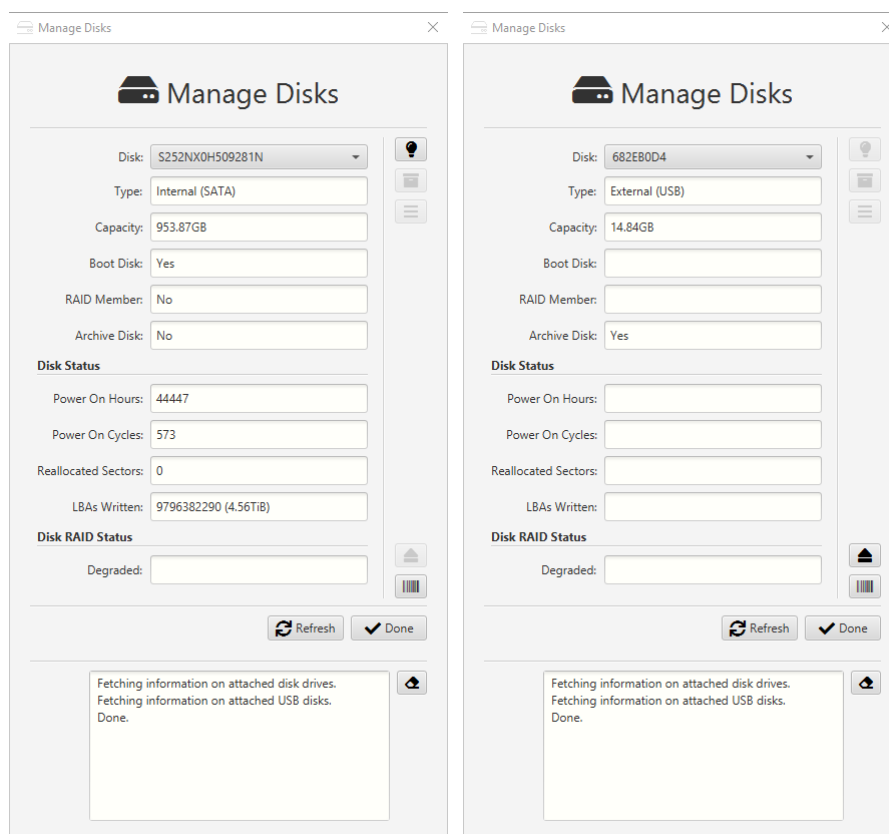 Manage Disks
Manage Disks
Disk: S252NX0H509281N
Type: Internal (SATA)
Capacity: 953.87GB
Boot Disk: Yes
RAID Member: No
Archive Disk: No
Disk Status
Power On Hours: 44447
Power On Cycles: 573
Reallocated Sectors: 0
LBAs Written: 9796382290 (4.56TiB)
Disk RAID Status
Degraded:
Refresh Done
Fetching information on attached disk drives.
Fetching information on attached USB disks.
Done.
Manage Disks
Manage Disks
Disk: 682EB0D4
Type: External (USB)
Capacity: 14.84GB
Boot Disk:
RAID Member:
Archive Disk: Yes
Disk Status
Power On Hours:
Power On Cycles:
Reallocated Sectors:
LBAs Written:
Disk RAID Status
Degraded:
Refresh Done
Fetching information on attached disk drives.
Fetching information on attached USB disks.
Done.